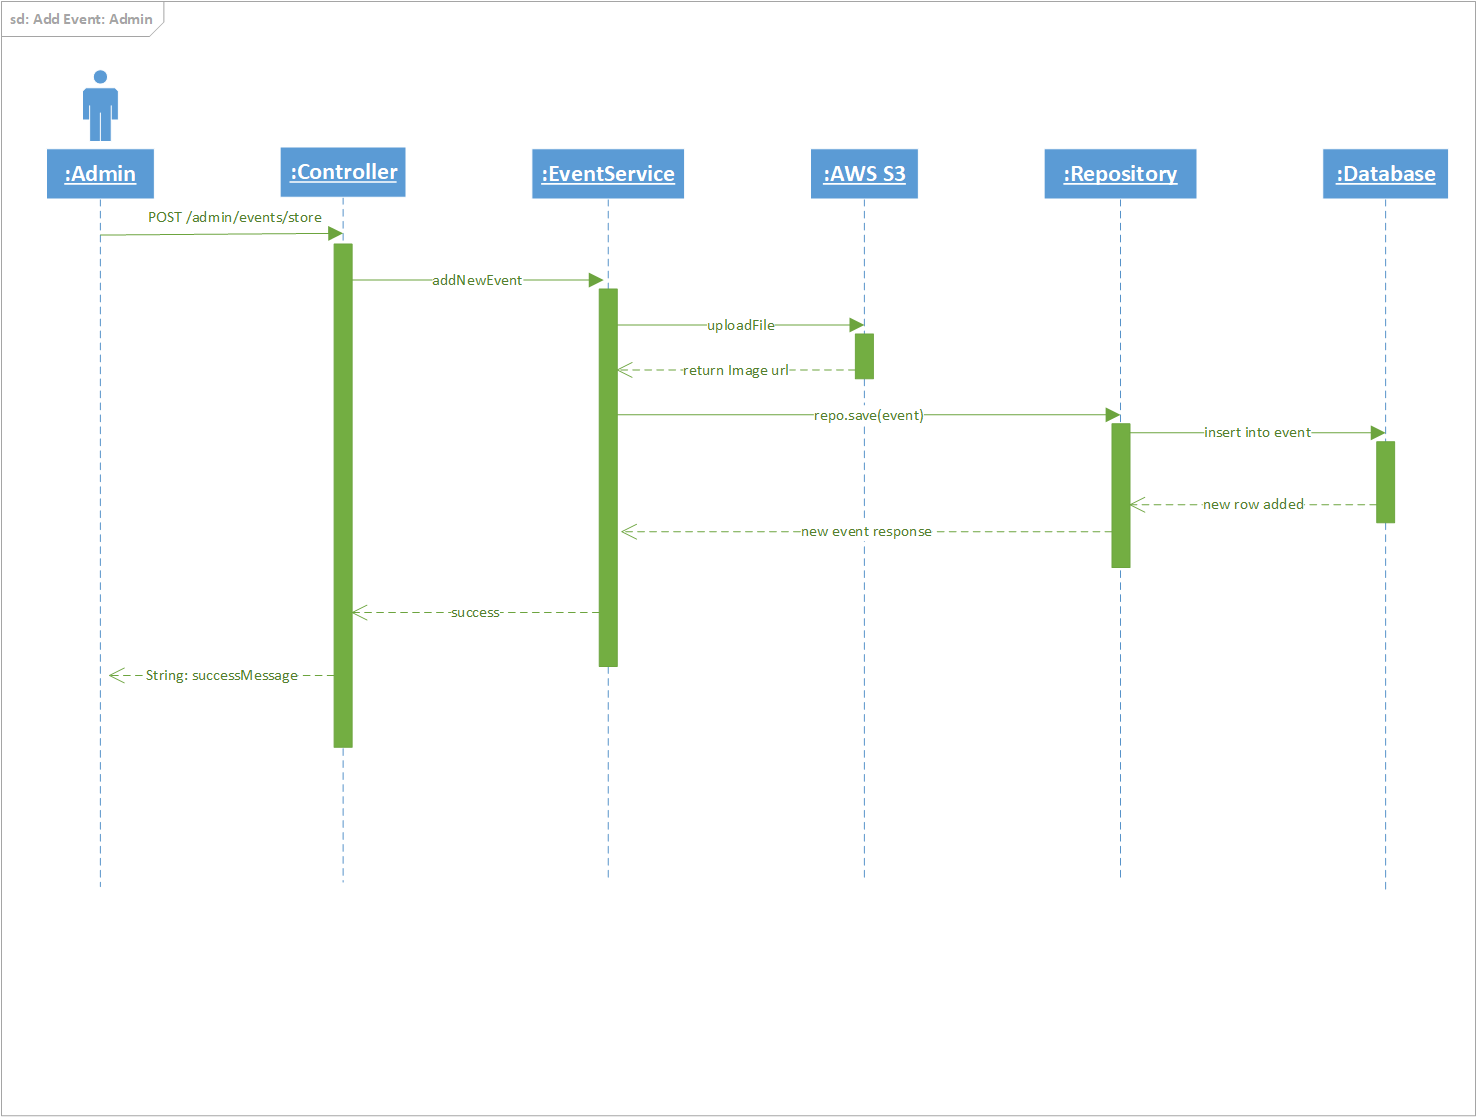 sd: Add Event: Admin
:Admin
:Controller
:EventService
:AWS S3
:Repository
:Database
POST /admin/events/store
addNewEvent
uploadFile
return Image url
repo.save(event)
insert into event
new row added
new event response
success
String: successMessage